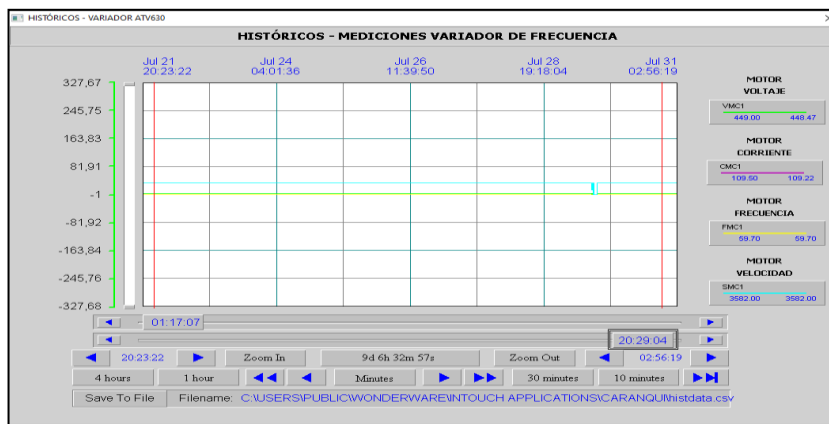 HISTÓRICOS - VARIADOR ATV630
HISTÓRICOS - MEDICIONES VARIADOR DE FRECUENCIA
Jul 21 Jul 24 Jul 26 Jul 28 Jul 31
20:23:22 04:01:36 11:39:50 19:18:04 02:56:19
327,67
245,75
163,83
81,91
-1
-81,92
-163,84
-245,76
-327,68
MOTOR
VOLTAJE
VMC1
449.00 448.47
MOTOR
CORRIENTE
CMC1
109.50 109.22
MOTOR
FRECUENCIA
FMC1
59.70 59.70
MOTOR
VELOCIDAD
SMC1
3582.00 3582.00
01:17:07
20:29:04
20:23:22 Zoom In 9d 6h 32m 57s Zoom Out 02:56:19
4 hours 1 hour Minutes 30 minutes 10 minutes
Save To File Filename: C:\USERS\PUBLIC\WONDERWARE\INTOUCH APPLICATIONS\CARANQUI\histdata.csv